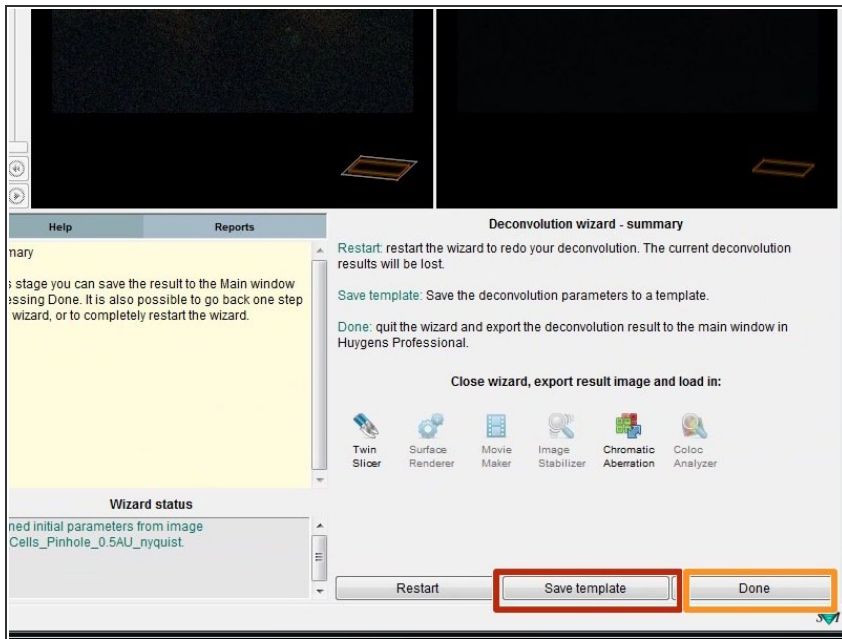 Help
Reports
mary
s stage you can save the result to the Main window
essing Done. It is also possible to go back one step
wizard, or to completely restart the wizard.
Wizard status
ned initial parameters from image
Cells_Pinhole_0.5AU_nyquist.
Deconvolution wizard - summary
Restart: restart the wizard to redo your deconvolution. The current deconvolution
results will be lost.
Save template: Save the deconvolution parameters to a template.
Done: quit the wizard and export the deconvolution result to the main window in
Huygens Professional.
Close wizard, export result image and load in:
Twin
Slicer
Surface
Renderer
Movie
Maker
Image
Stabilizer
Chromatic
Aberration
Coloc
Analyzer
Restart
Save template
Done